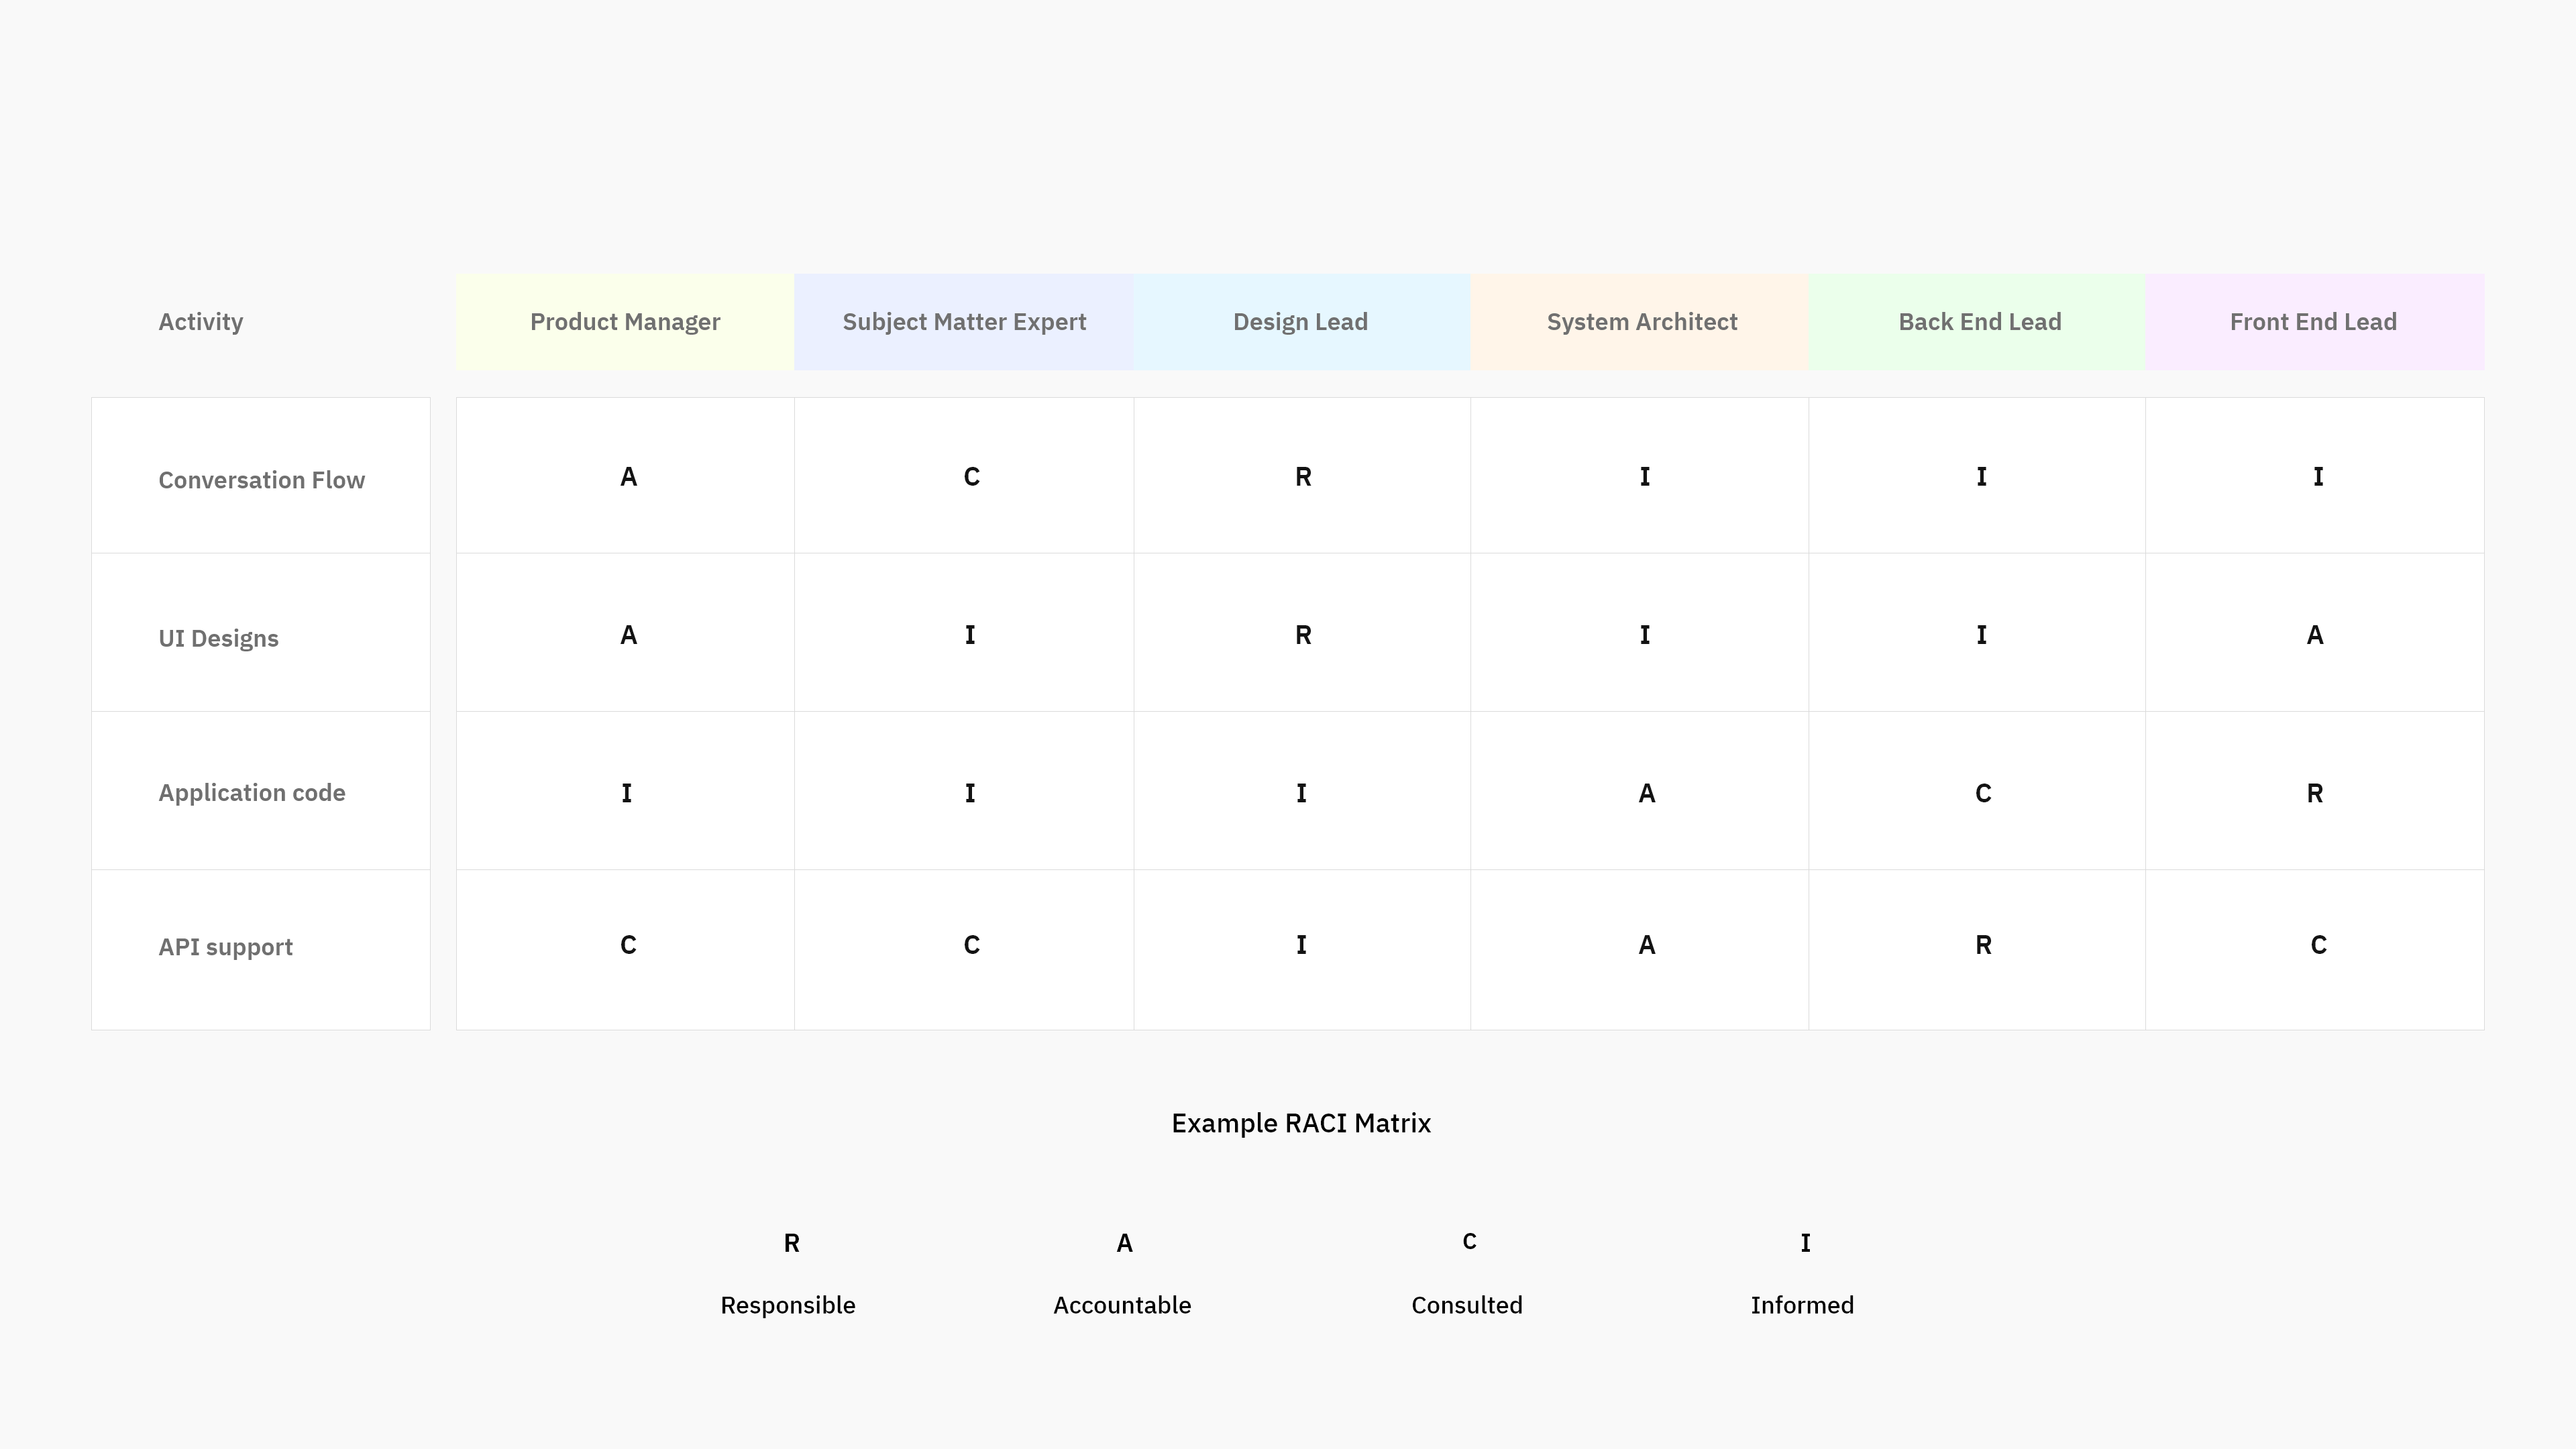 Activity Product Manager Subject Matter Expert Design Lead System Architect Back End Lead Front End Lead
Conversation Flow A C R I I I
UI Designs A I R I I A
Application code I I I A C R
API support C C I A R C
Example RACI Matrix
R A C I
Responsible Accountable Consulted Informed